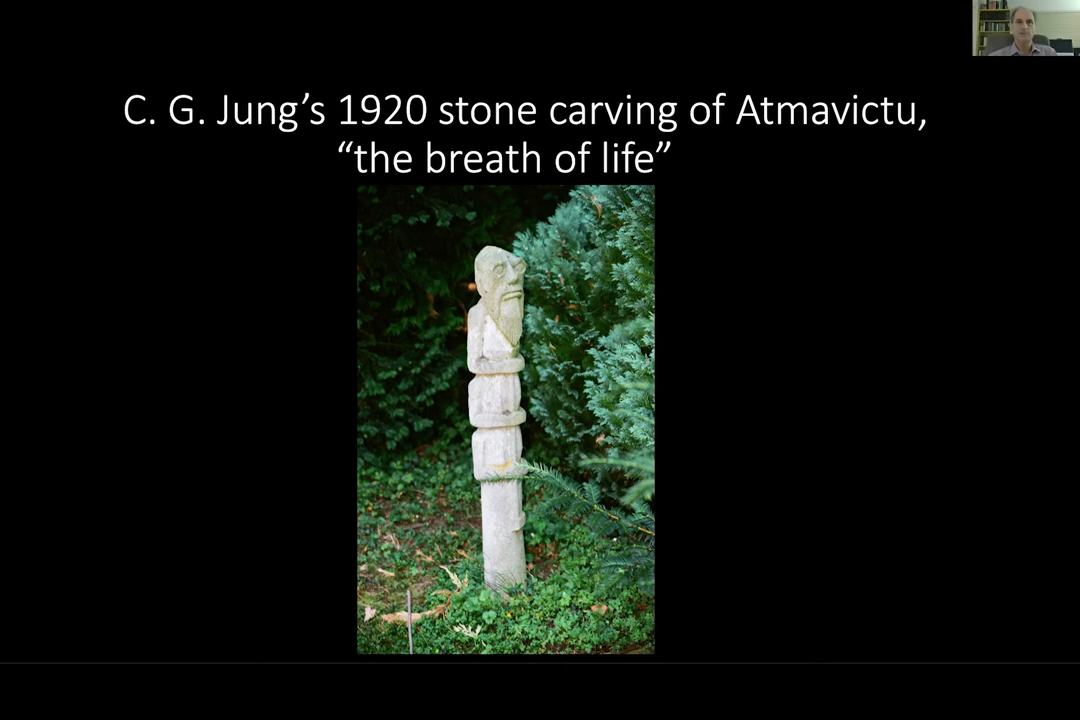 C. G. Jung’s 1920 stone carving of Atmavictu,
“the breath of life”